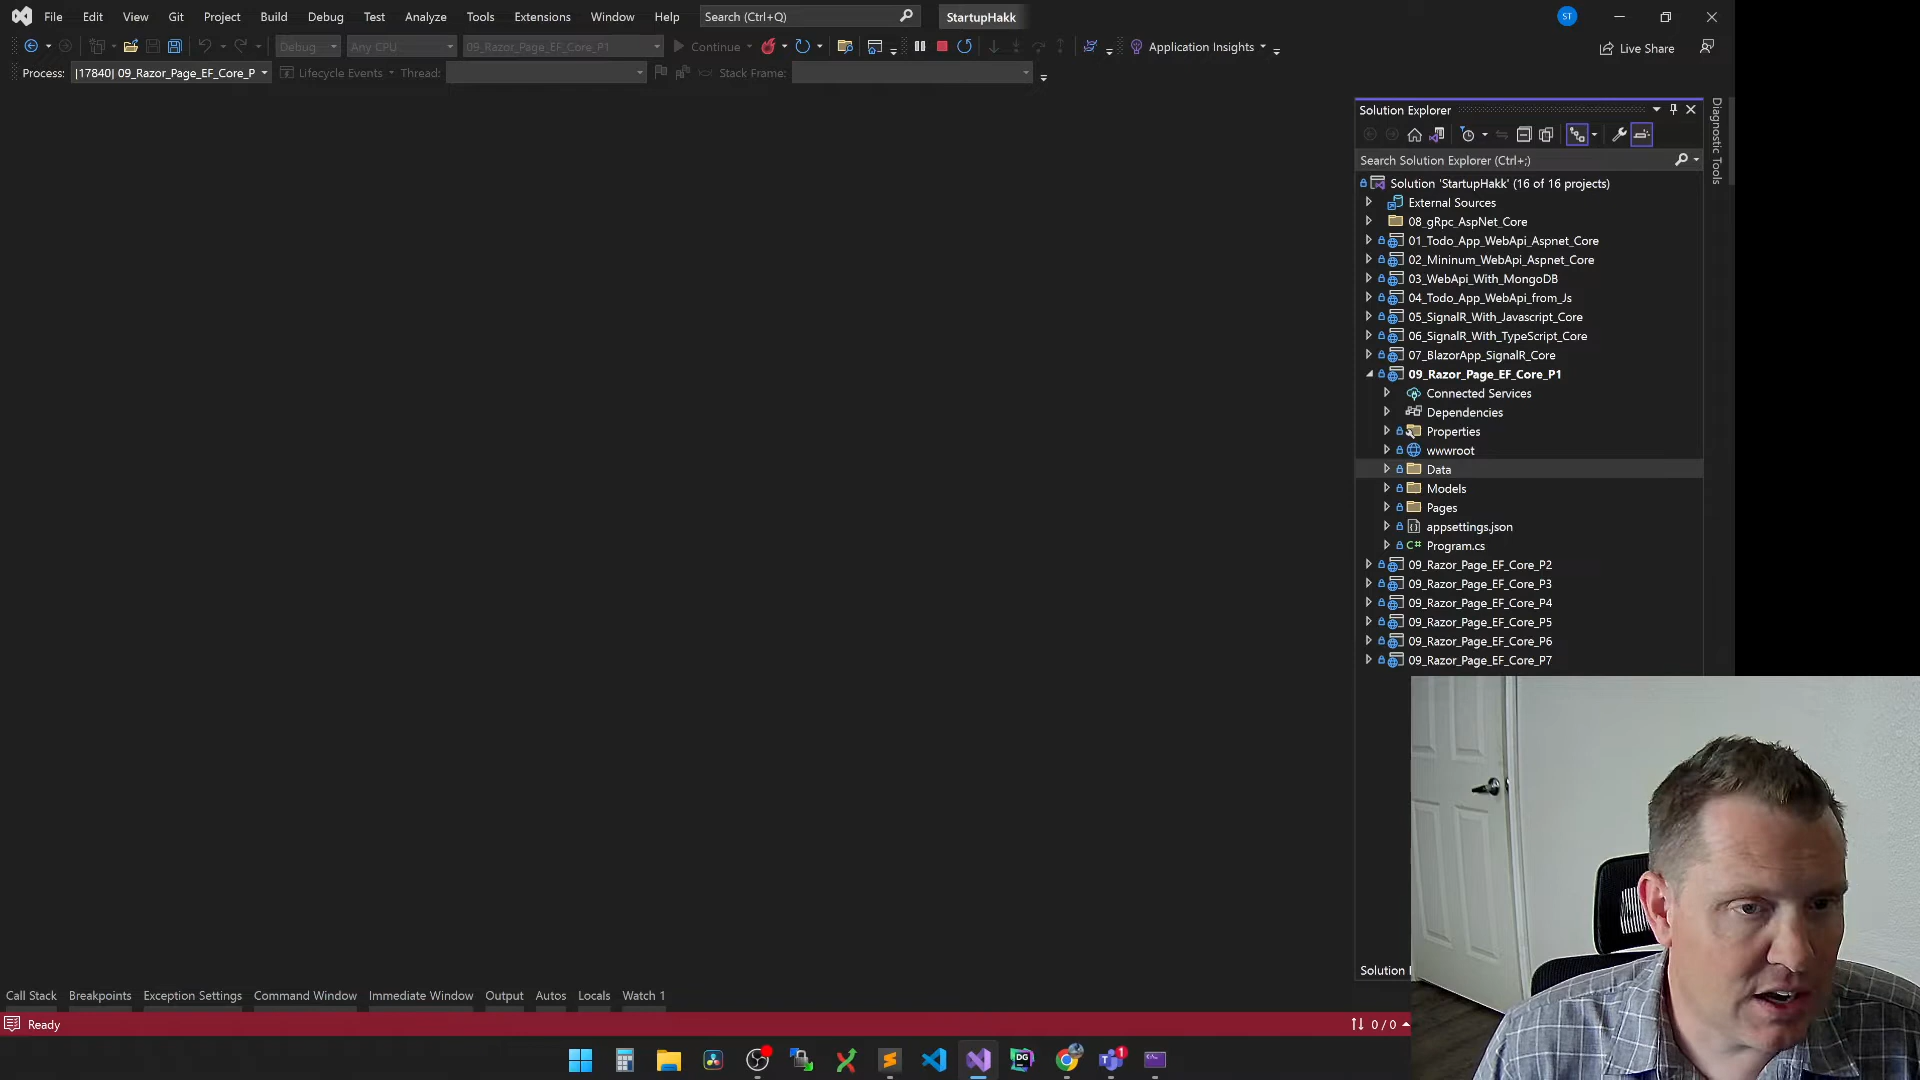 File Edit View Git Project Build Debug Test Analyze Tools Extensions Window Help Search (Ctrl+Q) StartupHakk ST
Debug Any CPU 09_Razor_Page_EF_Core_P1 Continue Application Insights Live Share
Process: [17840] 09_Razor_Page_EF_Core_P Lifecycle Events Thread: Stack Frame:
Solution Explorer
Diagnostic Tools
Search Solution Explorer (Ctrl+;)
Solution 'StartupHakk' (16 of 16 projects)
External Sources
08_gRpc_AspNet_Core
01_Todo_App_WebApi_Aspnet_Core
02_Mininum_WebApi_Aspnet_Core
03_WebApi_With_MongoDB
04_Todo_App_WebApi_from_Js
05_SignalR_With_Javascript_Core
06_SignalR_With_TypeScript_Core
07_BlazorApp_SignalR_Core
09_Razor_Page_EF_Core_P1
Connected Services
Dependencies
Properties
wwwroot
Data
Models
Pages
appsettings.json
C# Program.cs
09_Razor_Page_EF_Core_P2
09_Razor_Page_EF_Core_P3
09_Razor_Page_EF_Core_P4
09_Razor_Page_EF_Core_P5
09_Razor_Page_EF_Core_P6
09_Razor_Page_EF_Core_P7
Solution
Call Stack Breakpoints Exception Settings Command Window Immediate Window Output Autos Locals Watch 1
Ready 0 / 0
DG 1